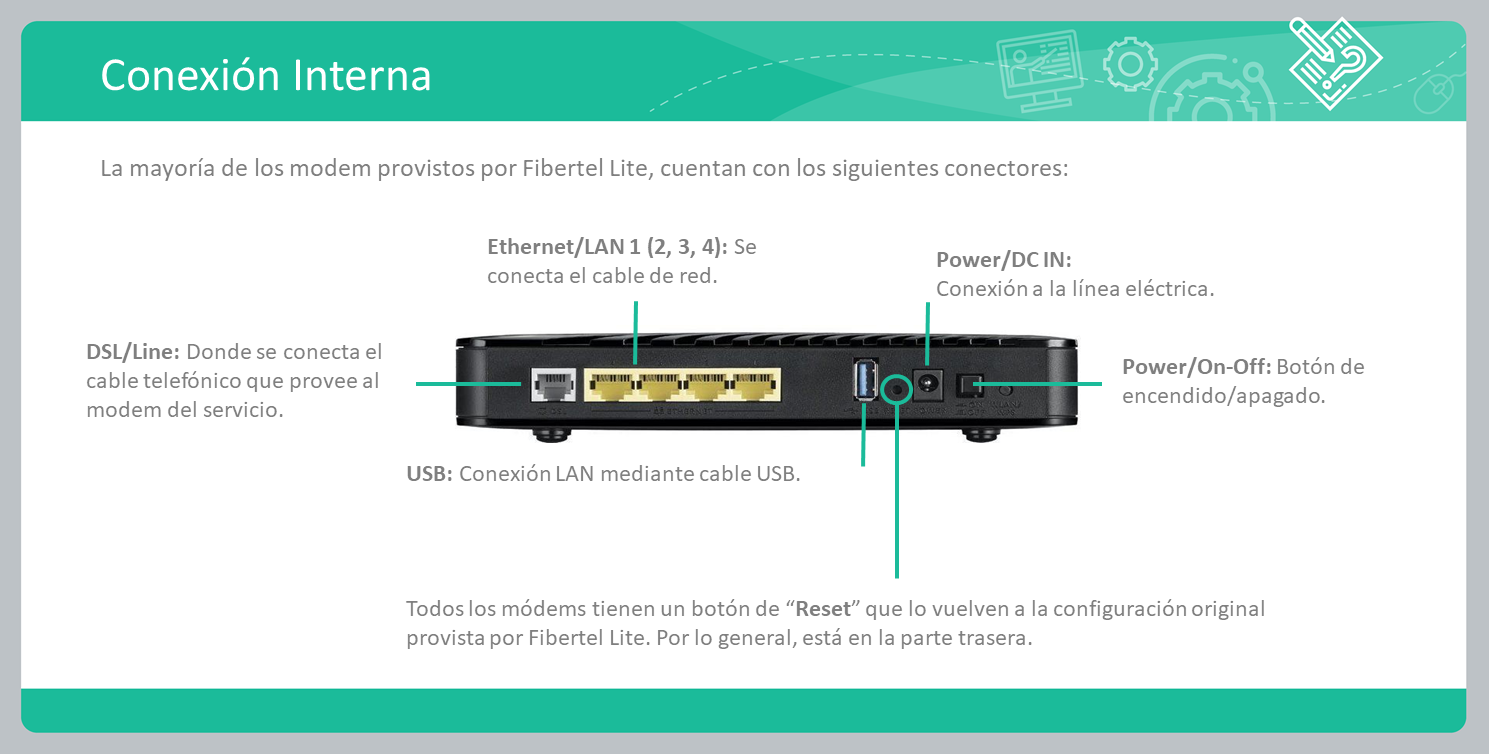 Conexión Interna
La mayoría de los modem provistos por Fibertel Lite, cuentan con los siguientes conectores:
Ethernet/LAN 1 (2, 3, 4): Se
conecta el cable de red.
Power/DC IN:
Conexión a la línea eléctrica.
DSL/Line: Donde se conecta el
cable telefónico que provee al
modem del servicio.
Power/On-Off: Botón de
encendido/apagado.
DSL
ETHERNET
USB: Conexión LAN mediante cable USB.
Todos los módems tienen un botón de “Reset” que lo vuelven a la configuración original
provista por Fibertel Lite. Por lo general, está en la parte trasera.